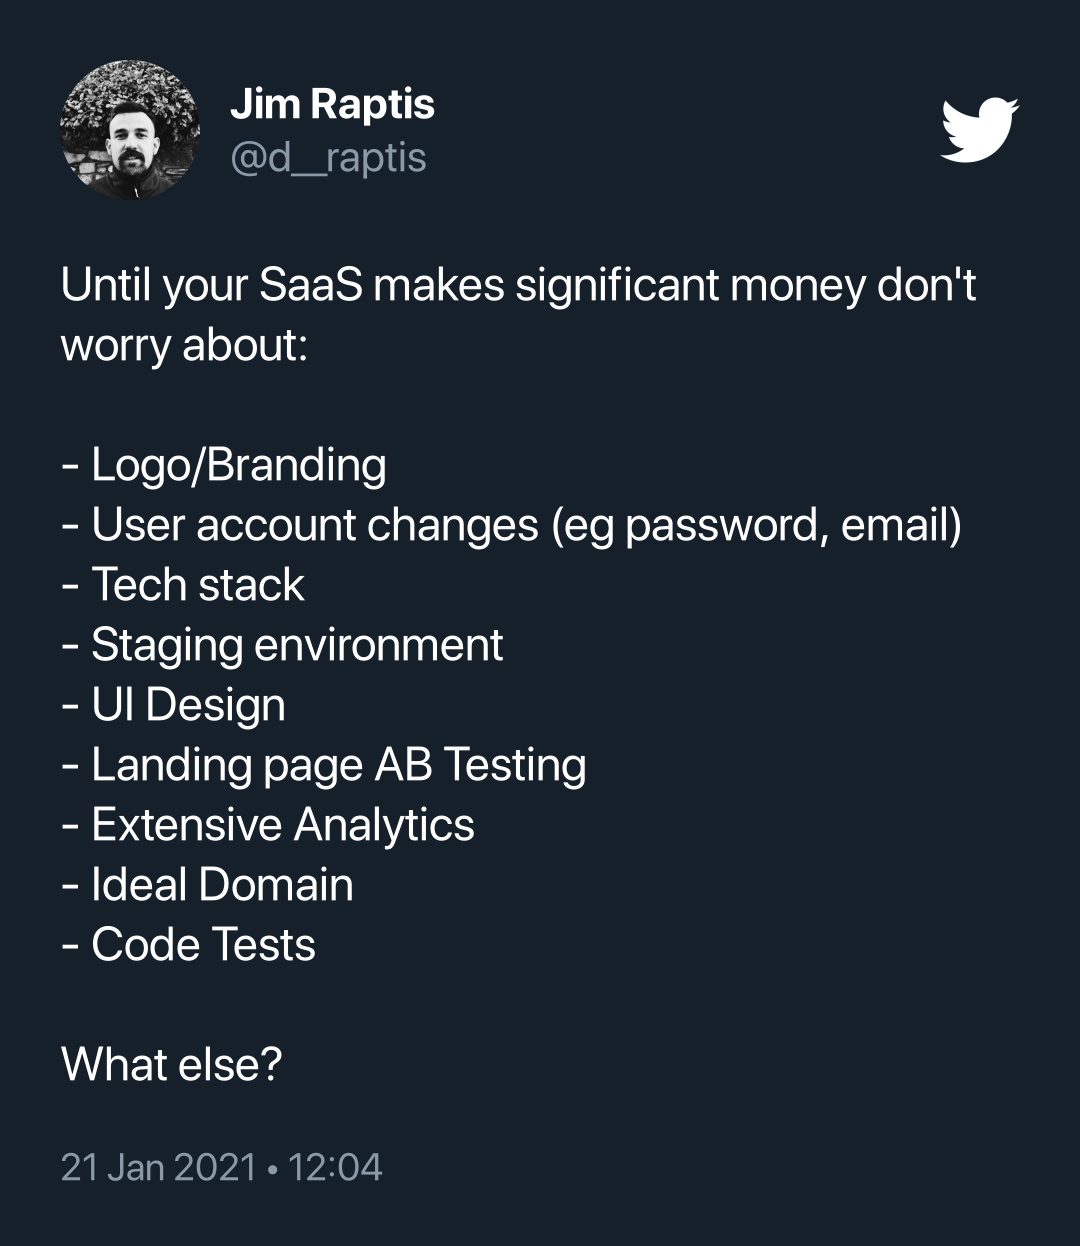 Jim Raptis
@d__raptis
Until your SaaS makes significant money don't
worry about:
- Logo/Branding
- User account changes (eg password, email)
- Tech stack
- Staging environment
- UI Design
- Landing page AB Testing
- Extensive Analytics
- Ideal Domain
- Code Tests
What else?
21 Jan 2021 • 12:04